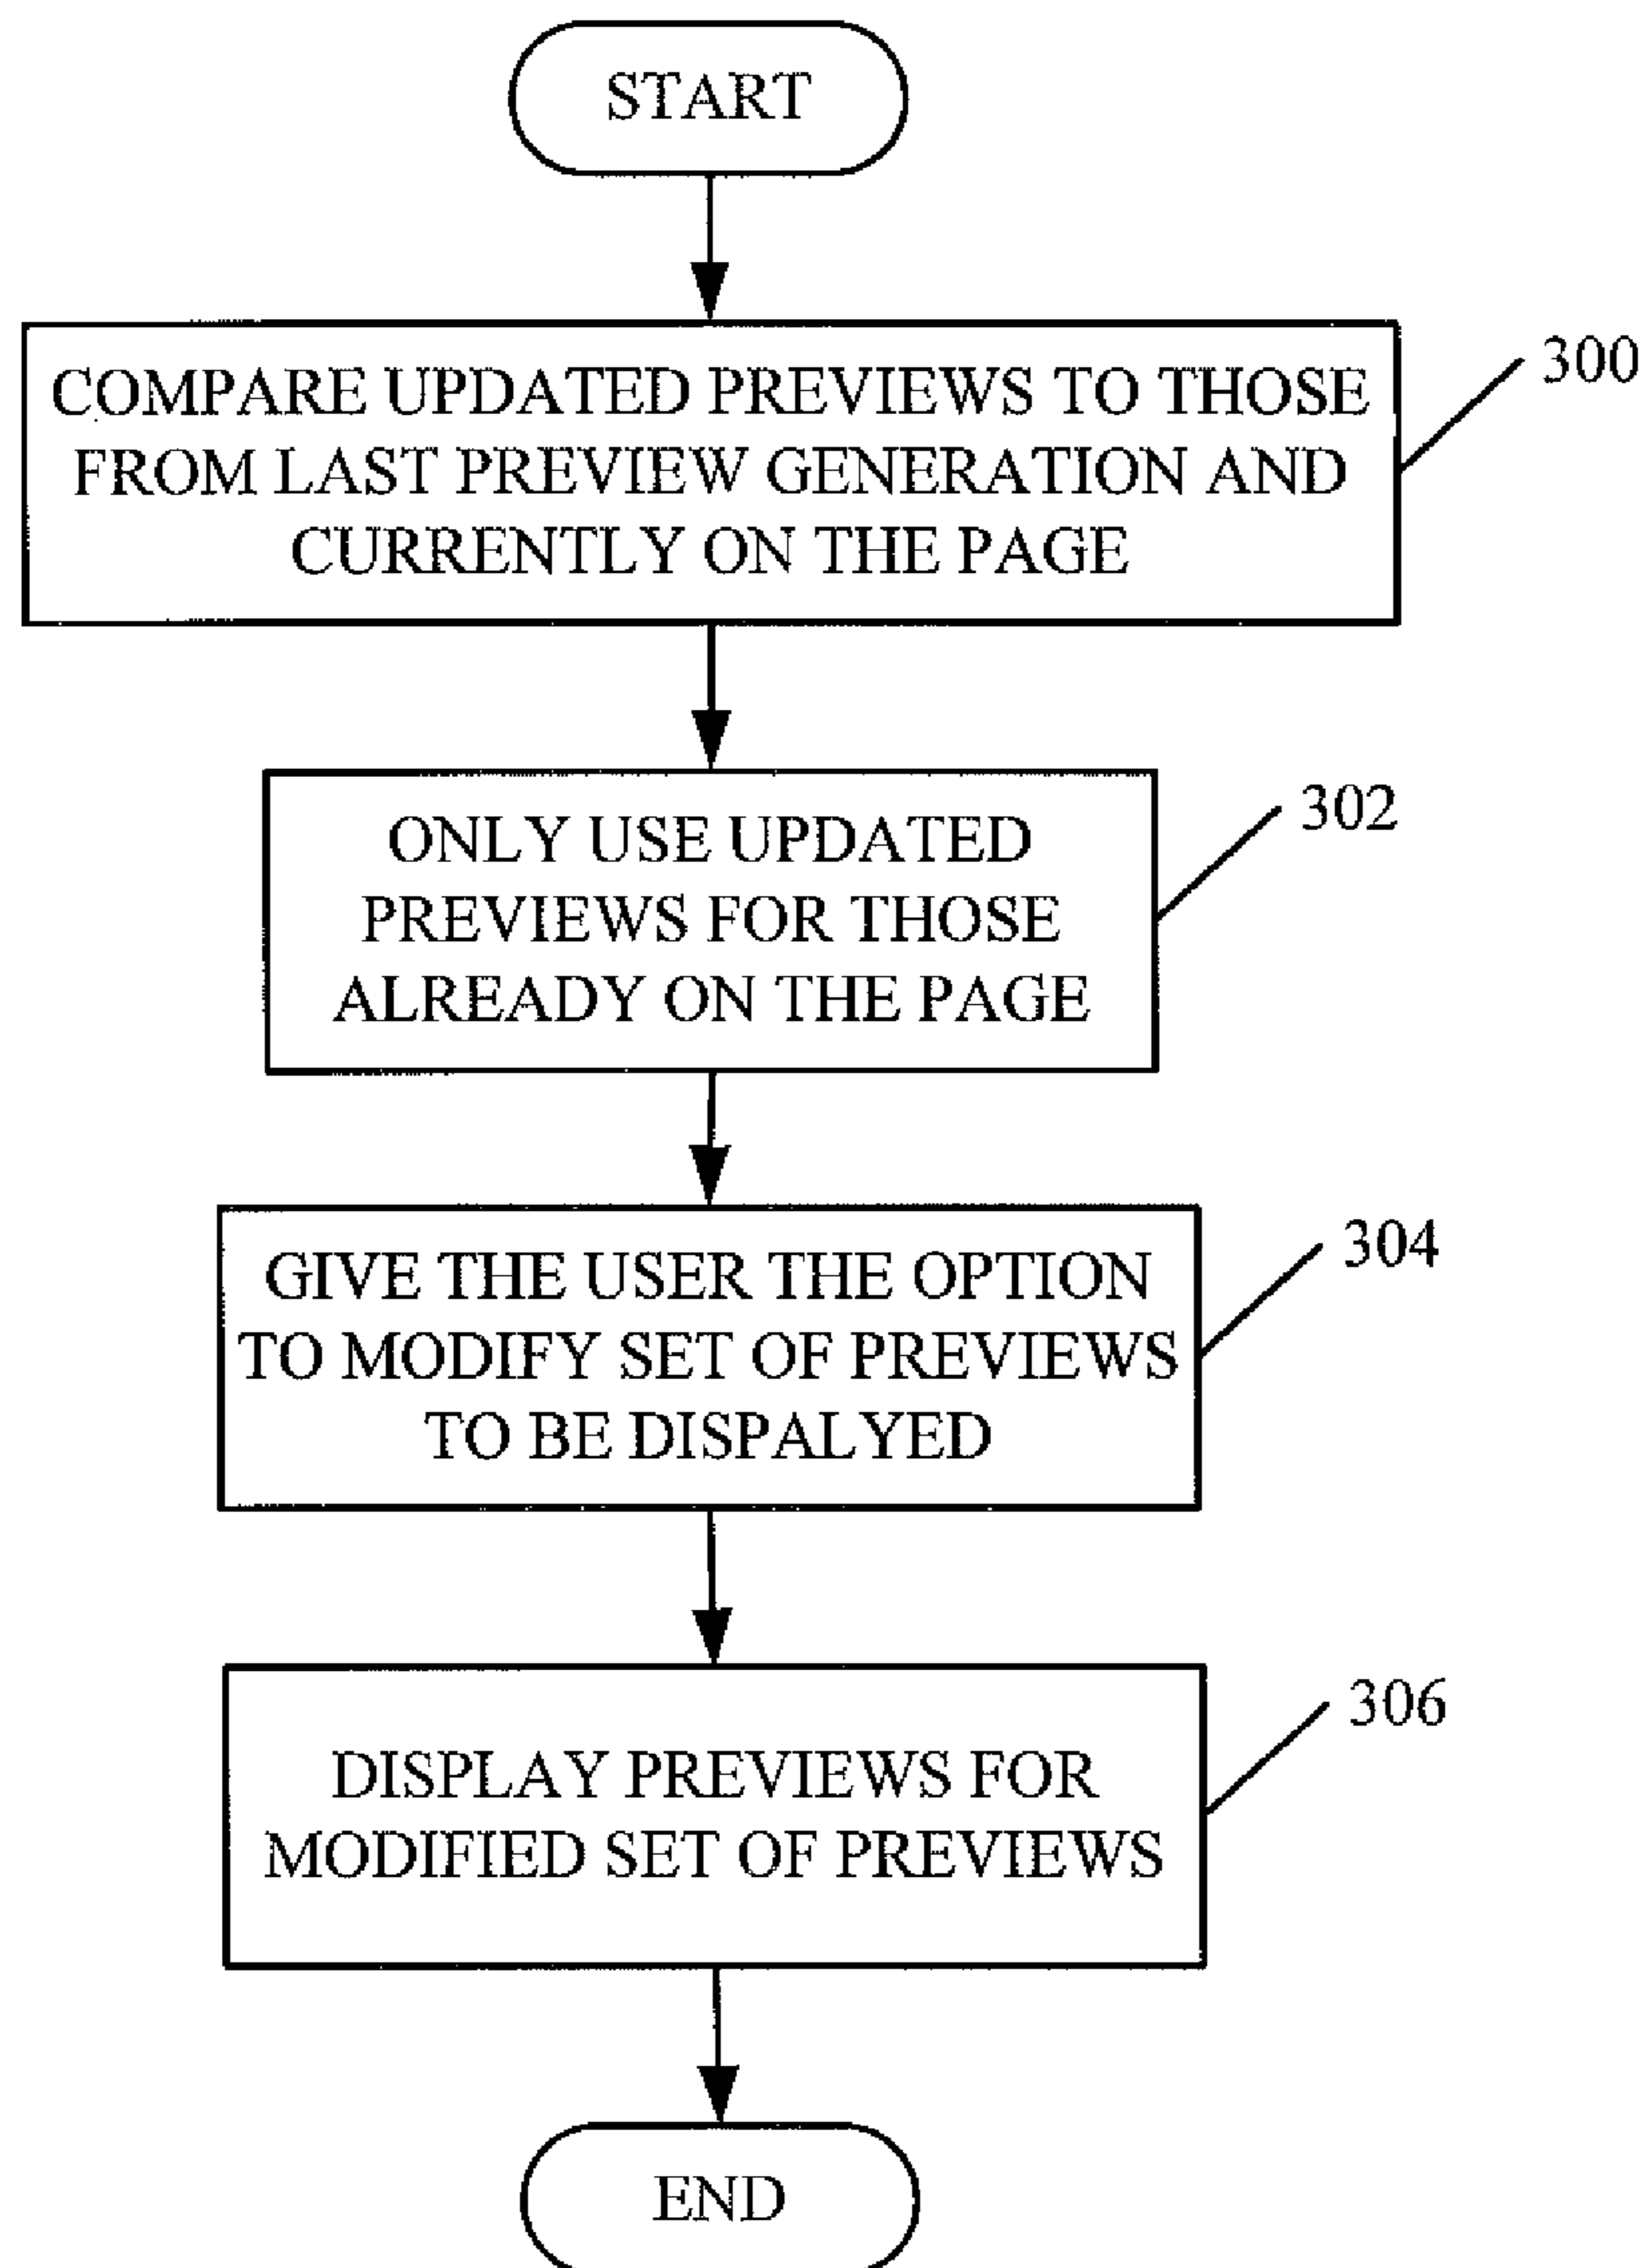 START
COMPARE UPDATED PREVIEWS TO THOSE
FROM LAST PREVIEW GENERATION AND
CURRENTLY ON THE PAGE
300
ONLY USE UPDATED
PREVIEWS FOR THOSE
ALREADY ON THE PAGE
302
GIVE THE USER THE OPTION
TO MODIFY SET OF PREVIEWS
TO BE DISPALYED
304
DISPLAY PREVIEWS FOR
MODIFIED SET OF PREVIEWS
306
END